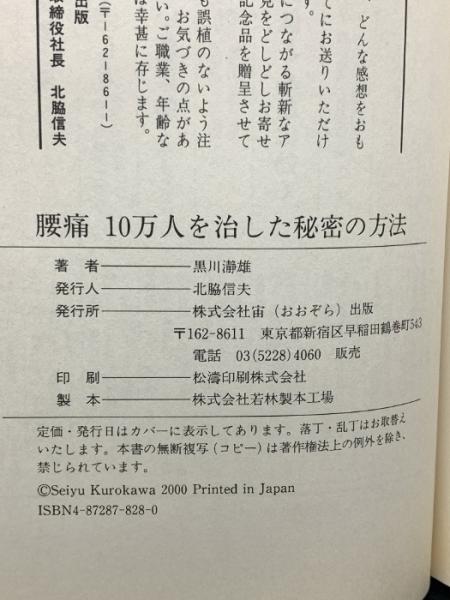 、どんな感想をおも
てにお送りいただけ
す。
につながる斬新なア
見をどしどしお寄せ
記念品を贈呈させて
も誤植のないよう注
お気づきの点があ
い。ご職業、年齢な
は幸甚に存じます。
出版
(〒162-8611)
取締役社長 北脇信夫
腰痛 10万人を治した秘密の方法
著 者――――黒川瀞雄
発行人――――北脇信夫
発行所――――株式会社宙（おおぞら）出版
〒162-8611 東京都新宿区早稲田鶴巻町543
電話 03(5228)4060 販売
印 刷――――松濤印刷株式会社
製 本――――株式会社若林製本工場
定価・発行日はカバーに表示してあります。落丁・乱丁はお取替え
いたします。本書の無断複写（コピー）は著作権法上の例外を除き、
禁じられています。
©Seiyu Kurokawa 2000 Printed in Japan
ISBN4-87287-828-0